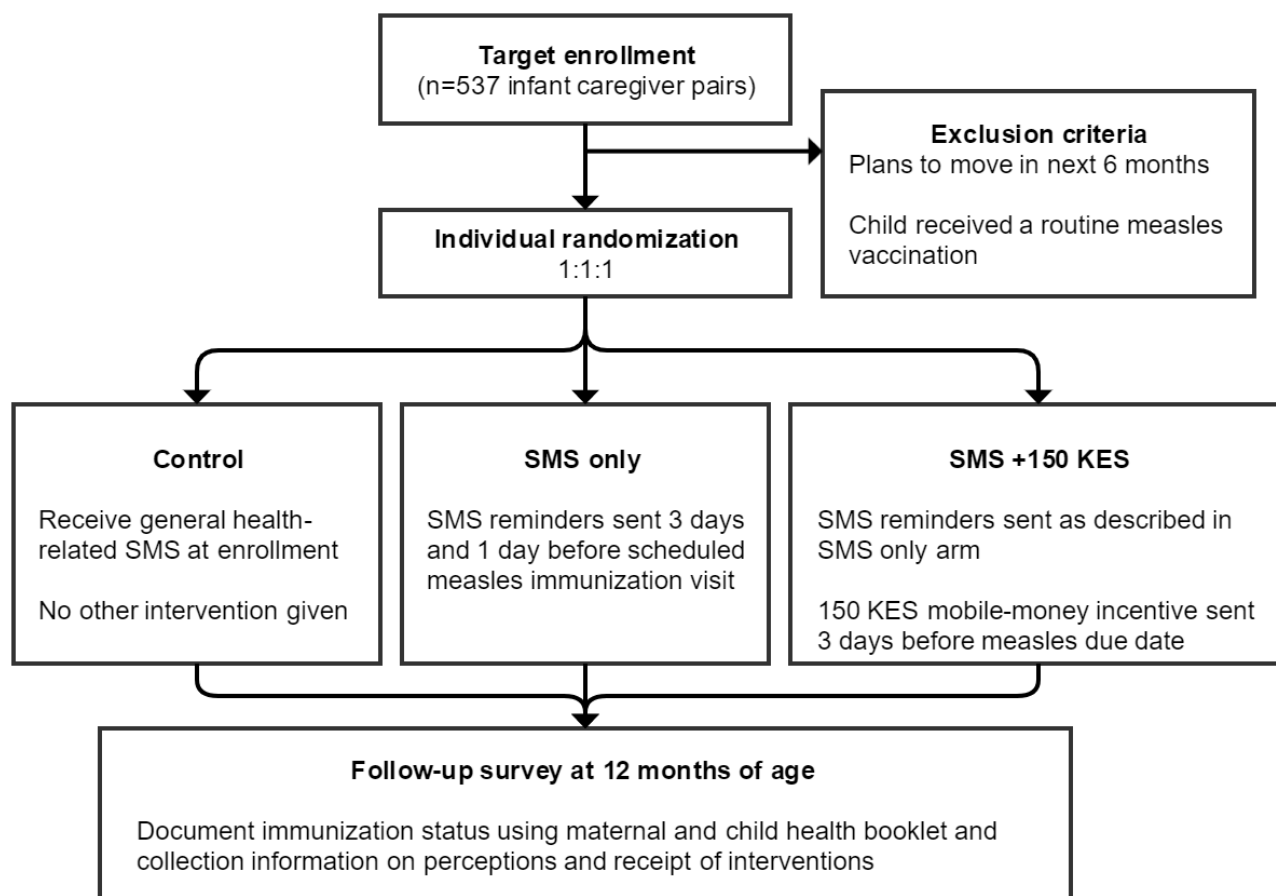 Target enrollment
(n=537 infant caregiver pairs)
Exclusion criteria
Plans to move in next 6 months
Child received a routine measles
vaccination
Individual randomization
1:1:1
Control
Receive general health-
related SMS at enrollment
No other intervention given
SMS only
SMS reminders sent 3 days
and 1 day before scheduled
measles immunization visit
SMS +150 KES
SMS reminders sent as described in
SMS only arm
150 KES mobile-money incentive sent
3 days before measles due date
Follow-up survey at 12 months of age
Document immunization status using maternal and child health booklet and
collection information on perceptions and receipt of interventions